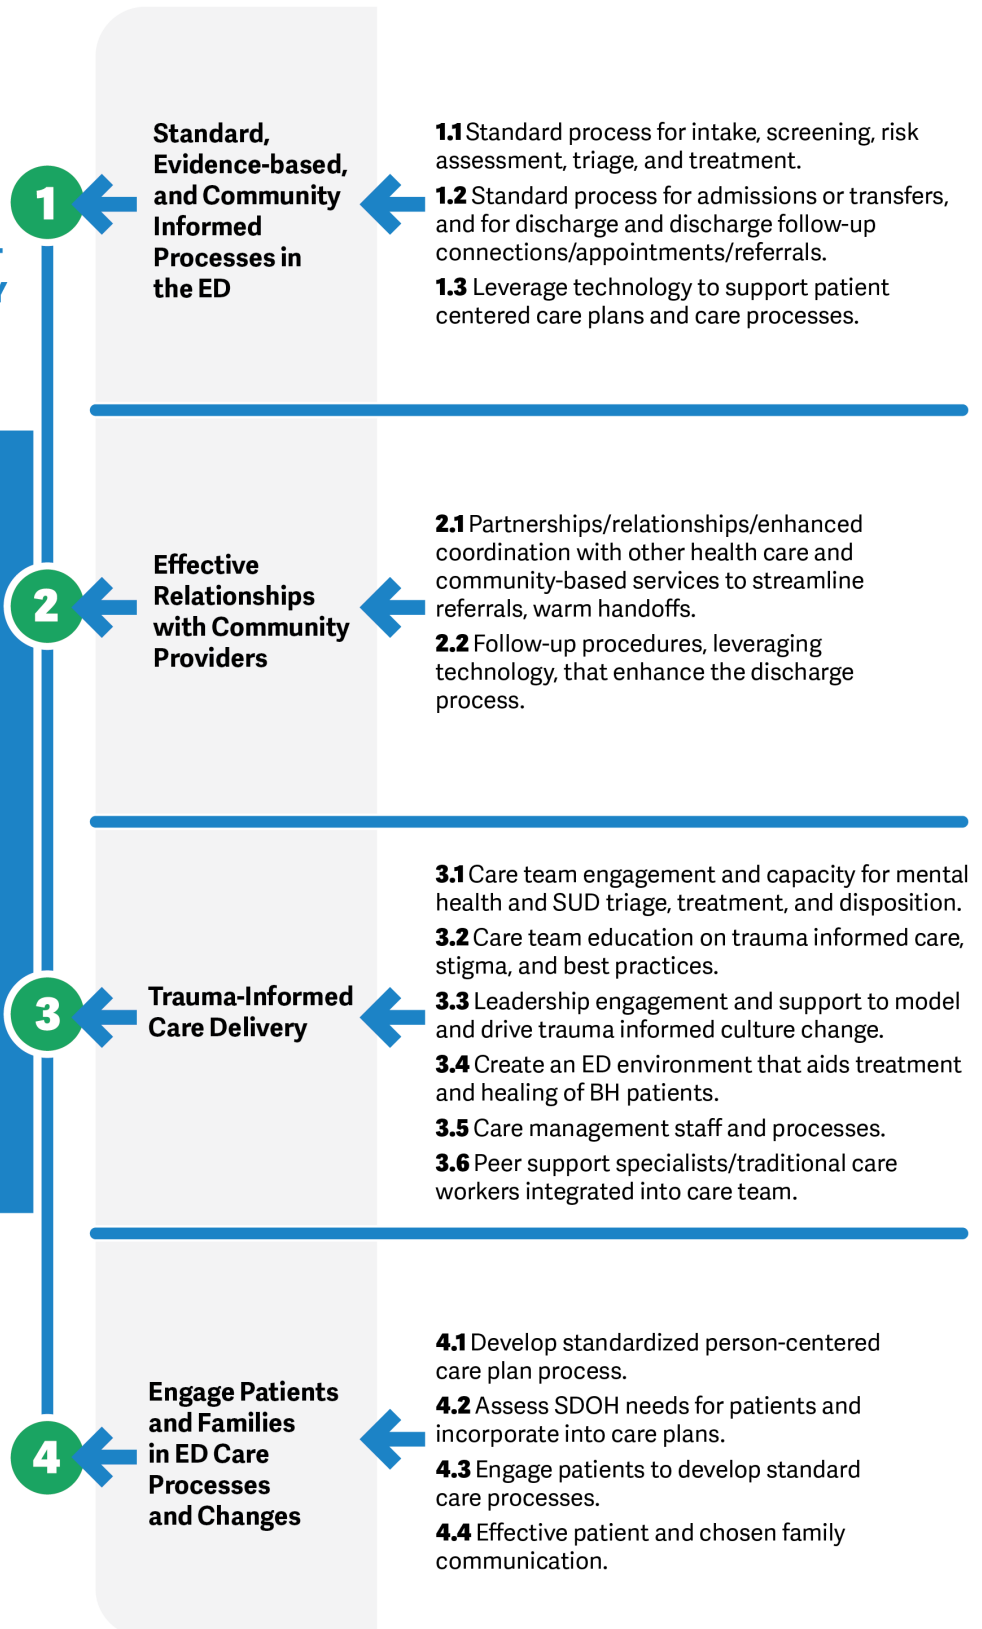 1
Standard,
Evidence-based,
and Community
Informed
Processes in
the ED
1.1 Standard process for intake, screening, risk
assessment, triage, and treatment.
1.2 Standard process for admissions or transfers,
and for discharge and discharge follow-up
connections/appointments/referrals.
1.3 Leverage technology to support patient
centered care plans and care processes.
2
Effective
Relationships
with Community
Providers
2.1 Partnerships/relationships/enhanced
coordination with other health care and
community-based services to streamline
referrals, warm handoffs.
2.2 Follow-up procedures, leveraging
technology, that enhance the discharge
process.
3
Trauma-Informed
Care Delivery
3.1 Care team engagement and capacity for mental
health and SUD triage, treatment, and disposition.
3.2 Care team education on trauma informed care,
stigma, and best practices.
3.3 Leadership engagement and support to model
and drive trauma informed culture change.
3.4 Create an ED environment that aids treatment
and healing of BH patients.
3.5 Care management staff and processes.
3.6 Peer support specialists/traditional care
workers integrated into care team.
4
Engage Patients
and Families
in ED Care
Processes
and Changes
4.1 Develop standardized person-centered
care plan process.
4.2 Assess SDOH needs for patients and
incorporate into care plans.
4.3 Engage patients to develop standard
care processes.
4.4 Effective patient and chosen family
communication.